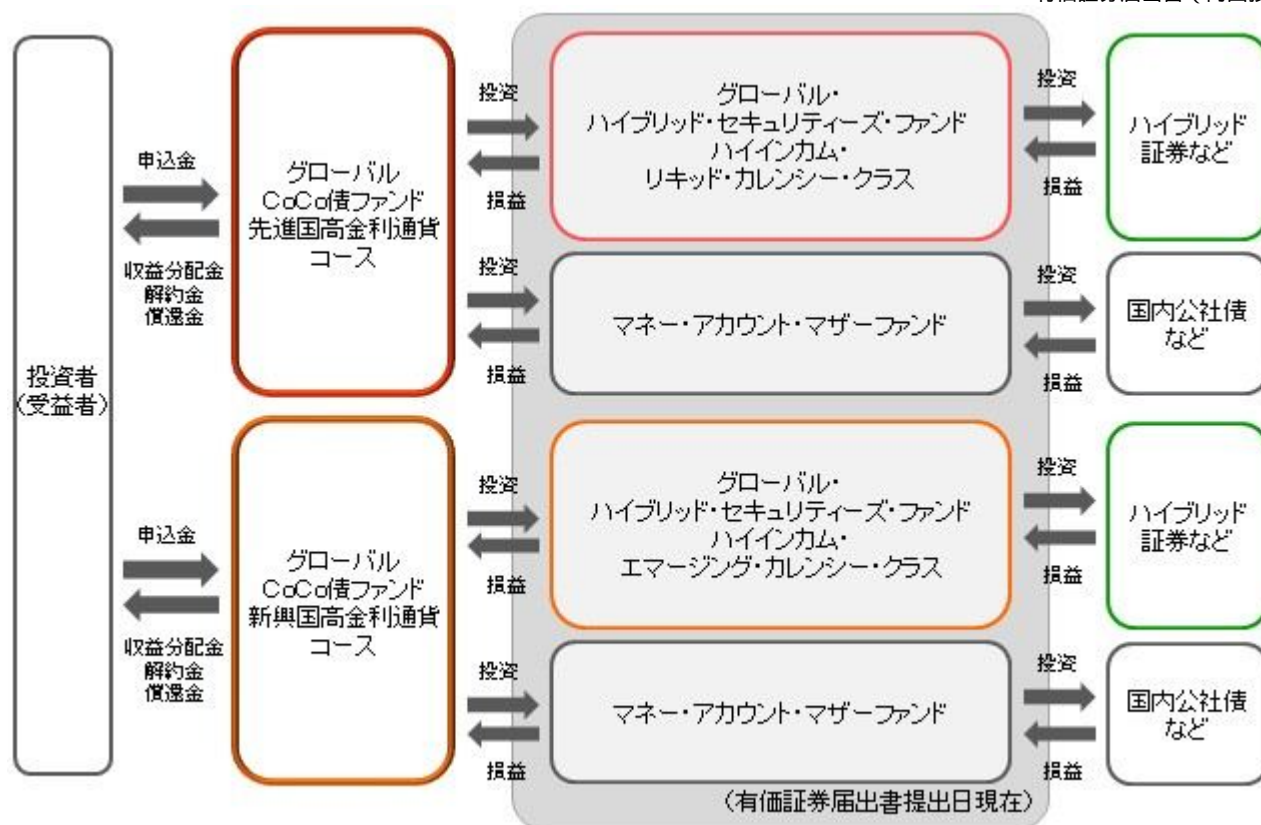 投資者
(受益者)
申込金
収益分配金
解約金
償還金
グローバル
CoCo債ファンド
先進国高金利通貨
コース
投資
損益
グローバル・
ハイブリッド・セキュリティーズ・ファンド
ハイインカム・
リキッド・カレンシー・クラス
投資
損益
ハイブリッド
証券など
投資
損益
マネー・アカウント・マザーファンド
投資
損益
国内公社債
など
申込金
収益分配金
解約金
償還金
グローバル
CoCo債ファンド
新興国高金利通貨
コース
投資
損益
グローバル・
ハイブリッド・セキュリティーズ・ファンド
ハイインカム・
エマージング・カレンシー・クラス
投資
損益
ハイブリッド
証券など
投資
損益
マネー・アカウント・マザーファンド
投資
損益
国内公社債
など
(有価証券届出書提出日現在)